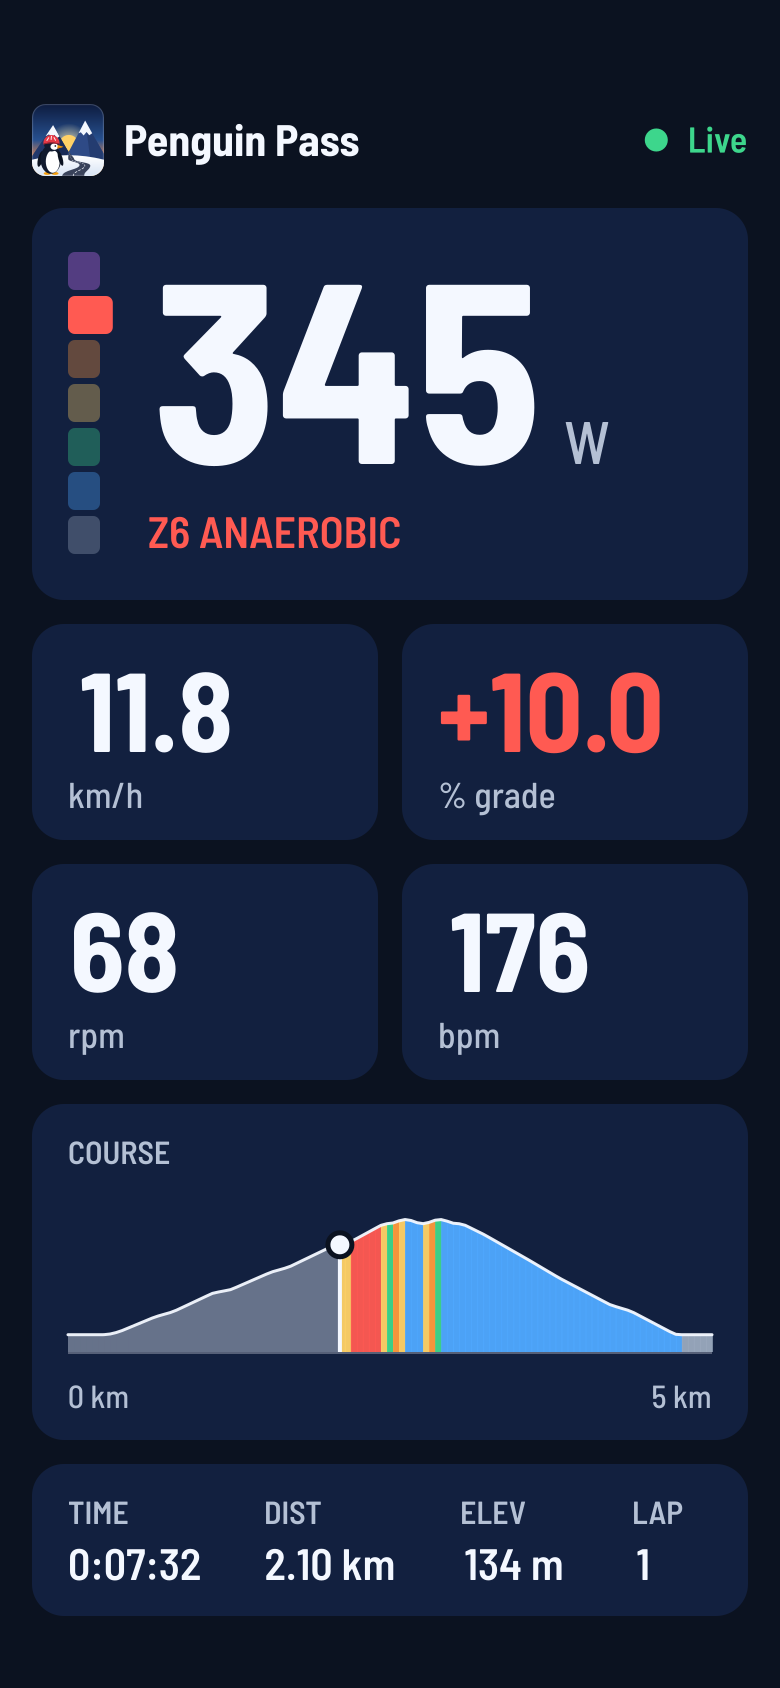 Penguin Pass
Live
345 W
Z6 ANAEROBIC
11.8
km/h
+10.0
% grade
68
rpm
176
bpm
COURSE
0 km
5 km
TIME DIST ELEV LAP
0:07:32 2.10 km 134 m 1